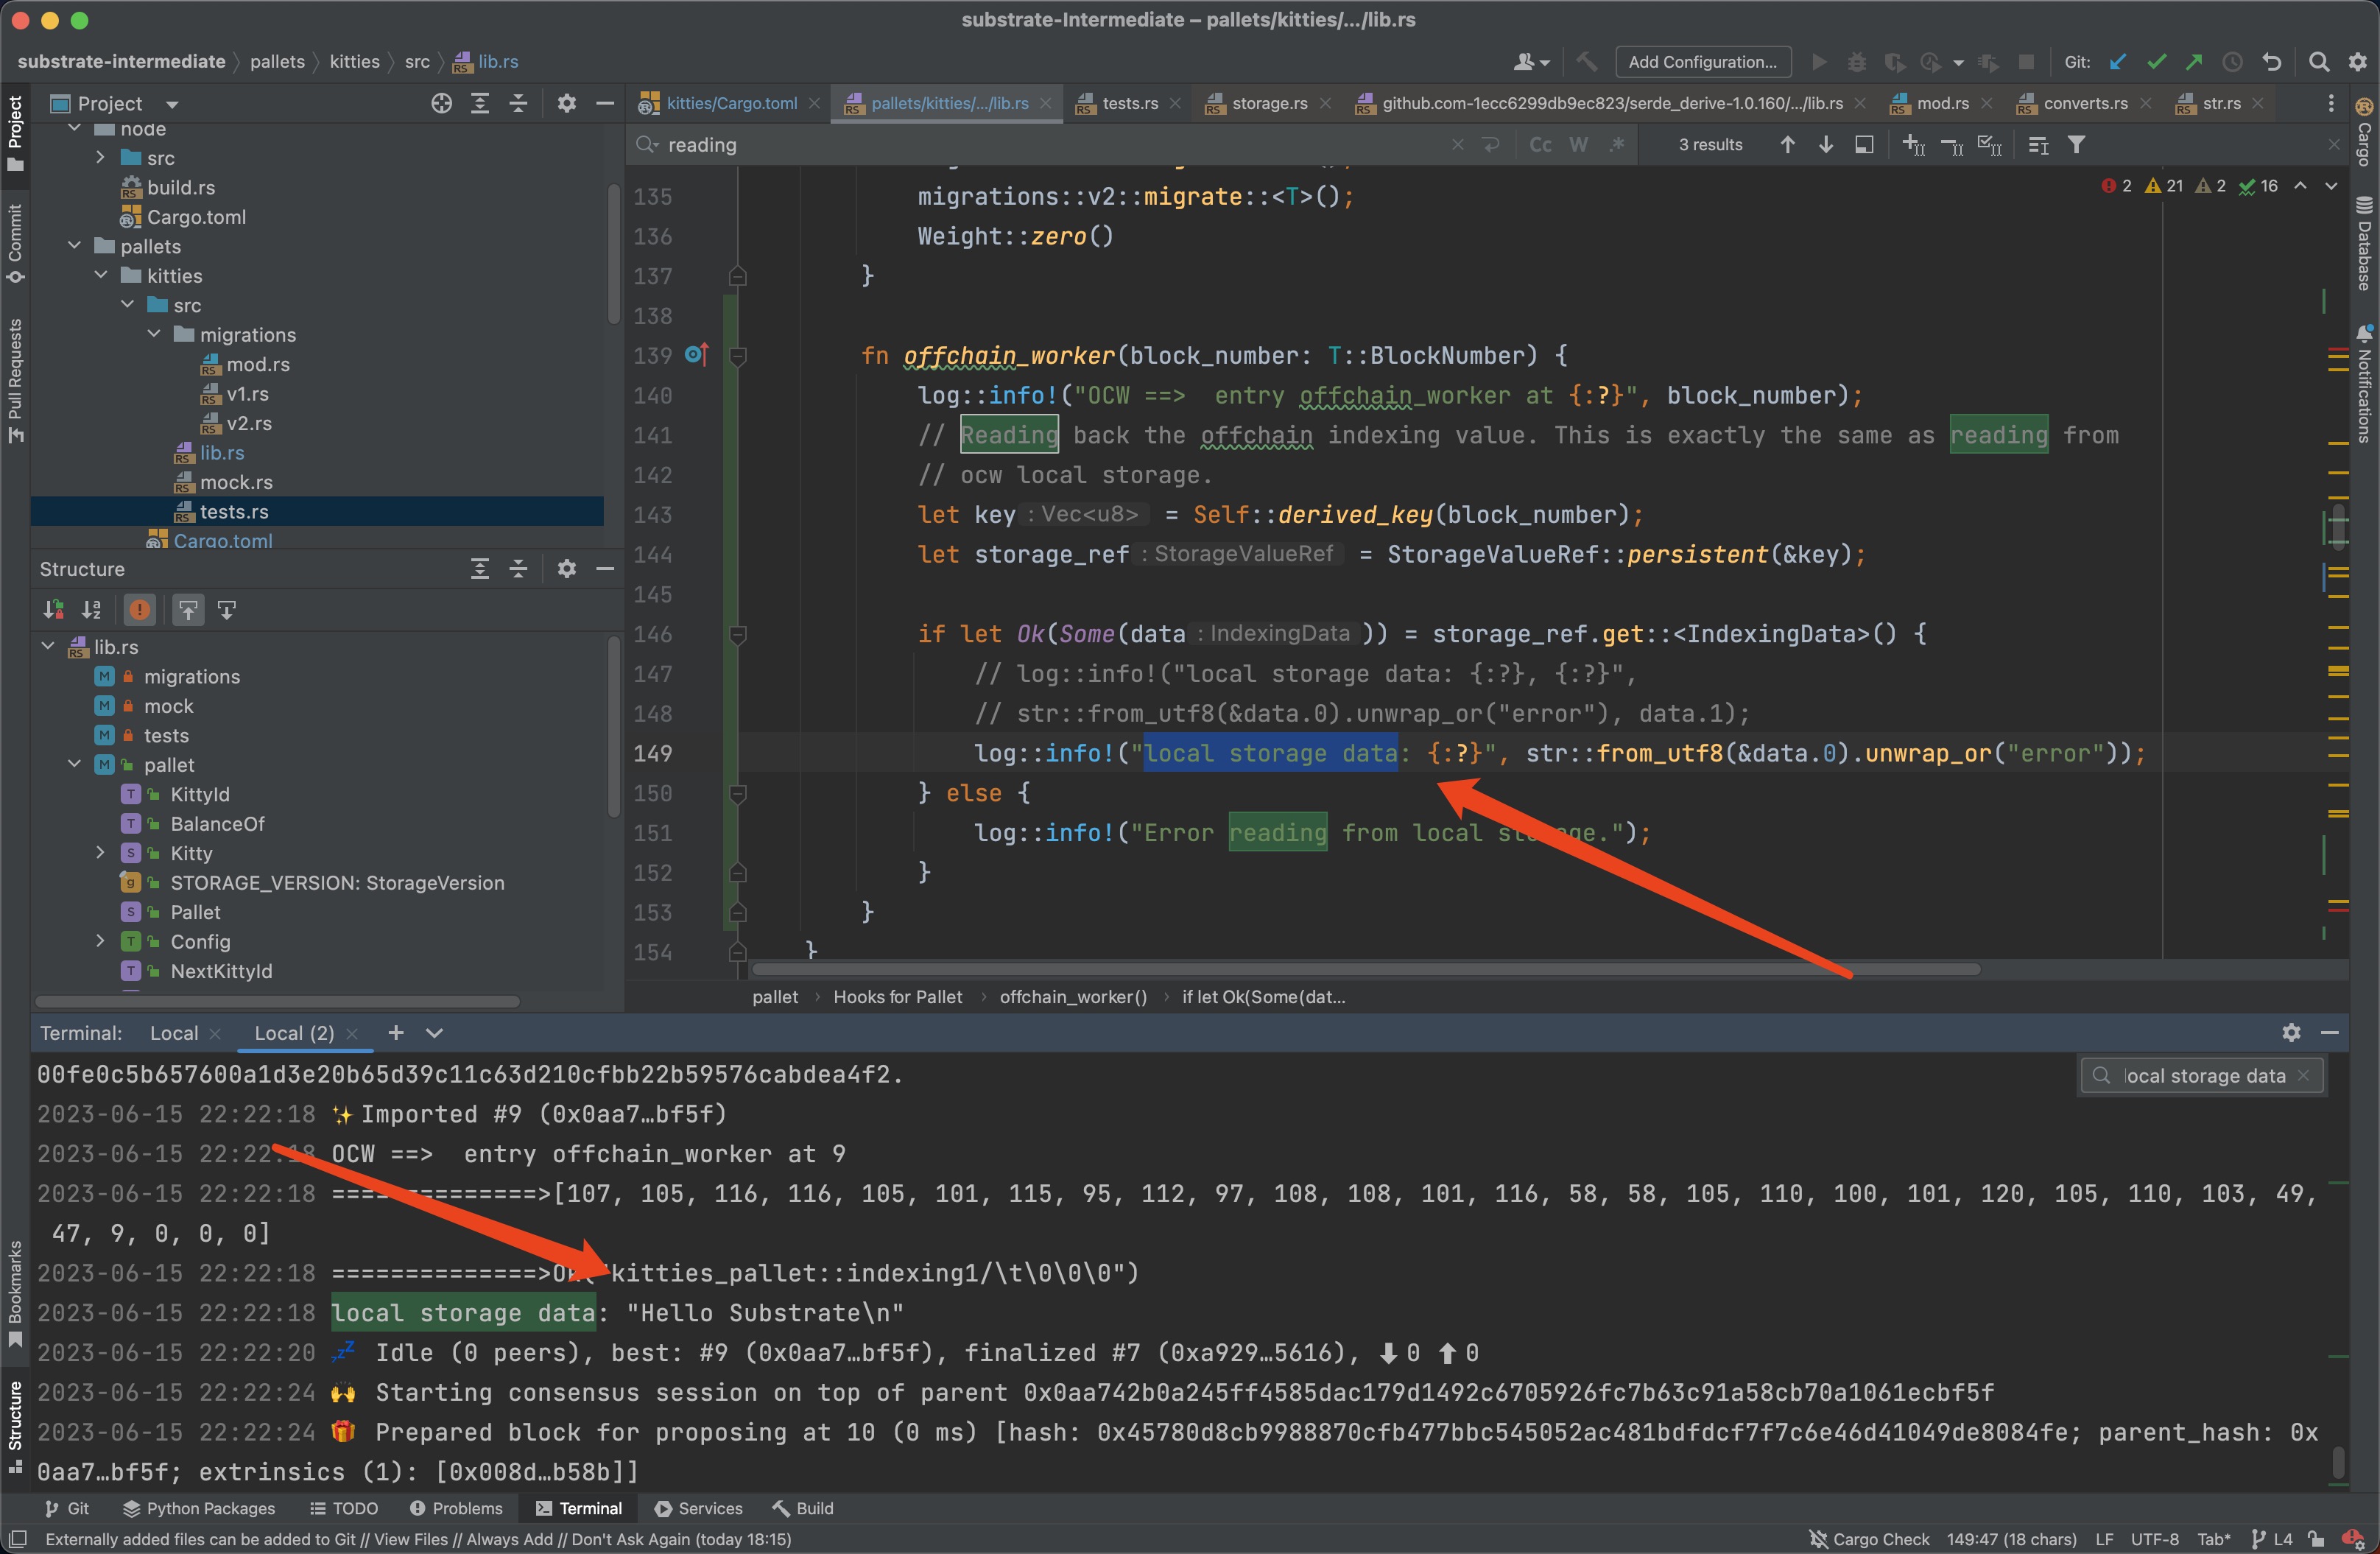 substrate-Intermediate – pallets/kitties/.../lib.rs
substrate-intermediate pallets kitties src lib.rs
Add Configuration...
Git:
Project
kitties/Cargo.toml
pallets/kitties/.../lib.rs
tests.rs
storage.rs
github.com-1ecc6299db9ec823/serde_derive-1.0.160/.../lib.rs
mod.rs
converts.rs
str.rs
reading
Cc W .*
3 results
2 21 2 16
Project
Commit
Pull Requests
Bookmarks
Structure
Cargo
Database
Notifications
node
src
build.rs
Cargo.toml
pallets
kitties
src
migrations
mod.rs
v1.rs
v2.rs
lib.rs
mock.rs
tests.rs
Cargo.toml
Structure
lib.rs
migrations
mock
tests
pallet
KittyId
BalanceOf
Kitty
STORAGE_VERSION: StorageVersion
Pallet
Config
NextKittyId
135 migrations::v2::migrate::<T>();
136 Weight::zero()
137 }
138
139 fn offchain_worker(block_number: T::BlockNumber) {
140 log::info!("OCW ==>  entry offchain_worker at {:?}", block_number);
141 // Reading back the offchain indexing value. This is exactly the same as reading from
142 // ocw local storage.
143 let key : Vec<u8> = Self::derived_key(block_number);
144 let storage_ref : StorageValueRef = StorageValueRef::persistent(&key);
145
146 if let Ok(Some(data : IndexingData )) = storage_ref.get::<IndexingData>() {
147 // log::info!("local storage data: {:?}, {:?}",
148 // str::from_utf8(&data.0).unwrap_or("error"), data.1);
149 log::info!("local storage data: {:?}", str::from_utf8(&data.0).unwrap_or("error"));
150 } else {
151 log::info!("Error reading from local storage.");
152 }
153 }
154 }
pallet › Hooks for Pallet › offchain_worker() › if let Ok(Some(dat...
Terminal: Local Local (2)
local storage data
00fe0c5b657600a1d3e20b65d39c11c63d210cfbb22b59576cabdea4f2.
2023-06-15 22:22:18 ✨ Imported #9 (0x0aa7…bf5f)
2023-06-15 22:22:18 OCW ==>  entry offchain_worker at 9
2023-06-15 22:22:18 ==============>[107, 105, 116, 116, 105, 101, 115, 95, 112, 97, 108, 108, 101, 116, 58, 58, 105, 110, 100, 101, 120, 105, 110, 103, 49,
47, 9, 0, 0, 0]
2023-06-15 22:22:18 ==============>Ok("kitties_pallet::indexing1/\t\0\0\0")
2023-06-15 22:22:18 local storage data: "Hello Substrate\n"
2023-06-15 22:22:20 💤 Idle (0 peers), best: #9 (0x0aa7…bf5f), finalized #7 (0xa929…5616), ⬇ 0 ⬆ 0
2023-06-15 22:22:24 🙌 Starting consensus session on top of parent 0x0aa742b0a245ff4585dac179d1492c6705926fc7b63c91a58cb70a1061ecbf5f
2023-06-15 22:22:24 🎁 Prepared block for proposing at 10 (0 ms) [hash: 0x45780d8cb9988870cfb477bbc545052ac481bdfdcf7f7c6e46d41049de8084fe; parent_hash: 0x
0aa7…bf5f; extrinsics (1): [0x008d…b58b]]
Git Python Packages TODO Problems Terminal Services Build
Externally added files can be added to Git // View Files // Always Add // Don't Ask Again (today 18:15)
Cargo Check 149:47 (18 chars) LF UTF-8 Tab* L4